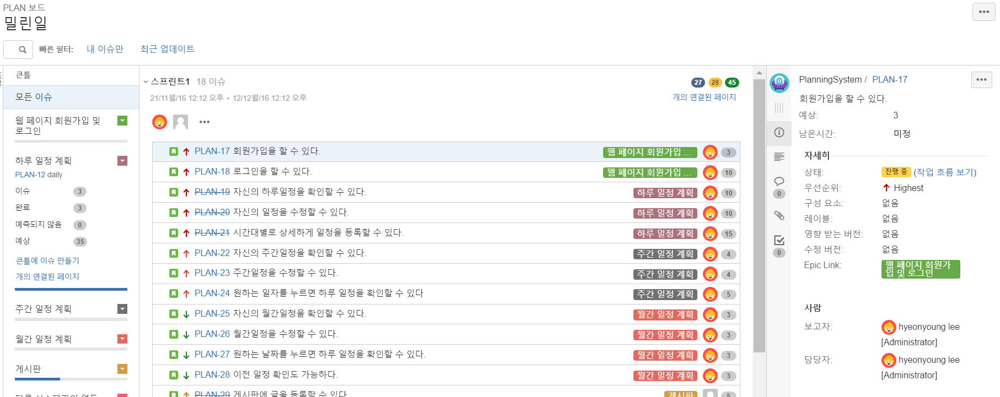 PLAN 보드
밀린일
빠른 필터: 내 이슈만 최근 업데이트
큰틀
모든 이슈
웹 페이지 회원가입 및
로그인
하루 일정 계획
PLAN-12 daily
이슈 3
완료 3
예측되지 않음 0
예상 35
큰틀에 이슈 만들기
개의 연결된 페이지
주간 일정 계획
월간 일정 계획
게시판
스프린트1 18 이슈
27 28 45
21/11월/16 12:12 오후 • 12/12월/16 12:12 오후
개의 연결된 페이지
PLAN-17 회원가입을 할 수 있다. 웹 페이지 회원가입 ... 3
PLAN-18 로그인을 할 수 있다. 웹 페이지 회원가입 ... 10
PLAN-19 자신의 하루일정을 확인할 수 있다. 하루 일정 계획 10
PLAN-20 자신의 일정을 수정할 수 있다. 하루 일정 계획 10
PLAN-21 시간대별로 상세하게 일정을 등록할 수 있다. 하루 일정 계획 15
PLAN-22 자신의 주간일정을 확인할 수 있다. 주간 일정 계획 4
PLAN-23 주간일정을 수정할 수 있다. 주간 일정 계획 4
PLAN-24 원하는 일자를 누르면 하루 일정을 확인할 수 있다 주간 일정 계획 5
PLAN-25 자신의 월간일정을 확인할 수 있다. 월간 일정 계획 3
PLAN-26 월간일정을 수정할 수 있다. 월간 일정 계획 3
PLAN-27 원하는 날짜를 누르면 하루 일정을 확인할 수 있다. 월간 일정 계획 3
PLAN-28 이전 일정 확인도 가능하다. 월간 일정 계획 3
PLAN-29 게시판에 글을 등록할 수 있다 게시판 5
0
0
PlanningSystem / PLAN-17
회원가입을 할 수 있다.
예상: 3
남은시간: 미정
자세히
상태: 진행 중 (작업 흐름 보기)
우선순위: Highest
구성 요소: 없음
레이블: 없음
영향 받는 버전: 없음
수정 버전: 없음
Epic Link: 웹 페이지 회원가
입 및 로그인
사람
보고자: hyeonyoung lee
[Administrator]
담당자: hyeonyoung lee
[Administrator]